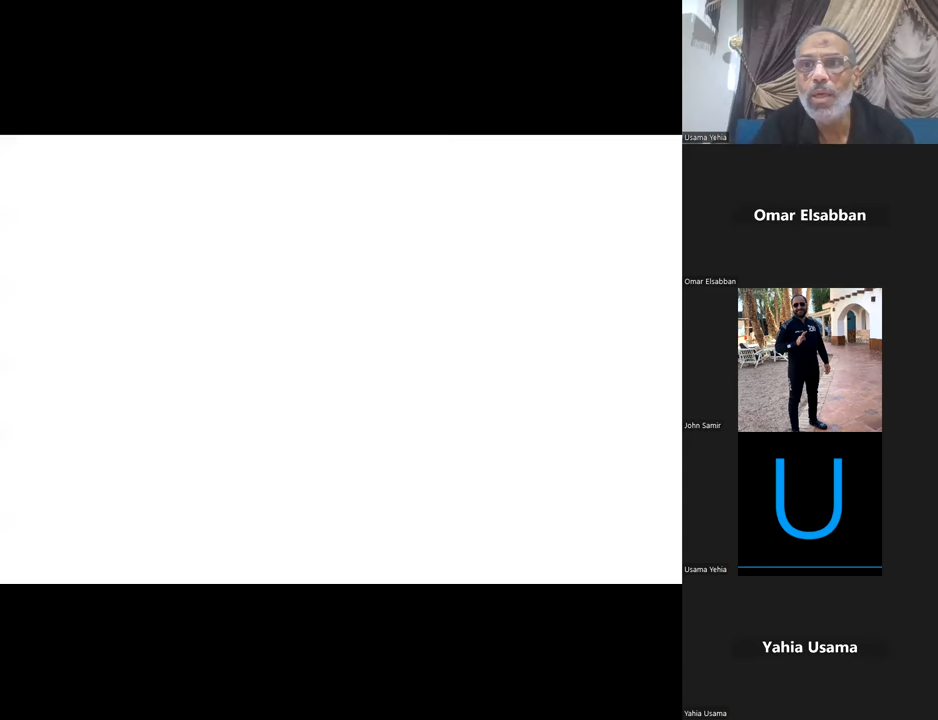 Usama Yehia
Omar Elsabban
Omar Elsabban
John Samir
U
Usama Yehia
Yahia Usama
Yahia Usama